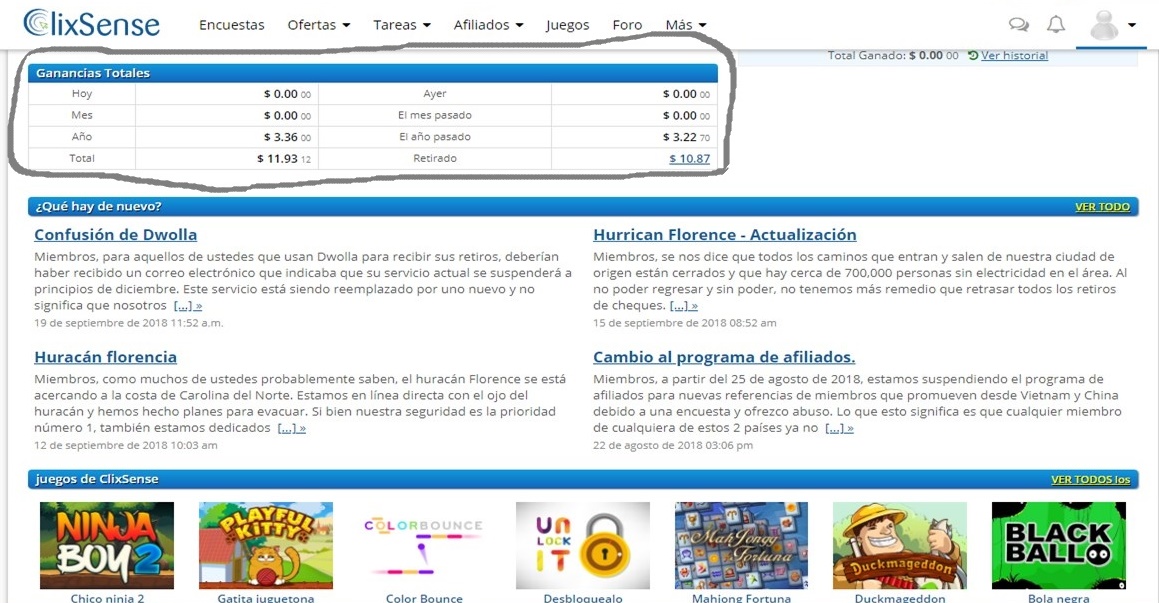 ClixSense Encuestas Ofertas Tareas Afiliados Juegos Foro Más
Total Ganado: $ 0.00 00 Ver historial
Ganancias Totales
Hoy $ 0.00 00 Ayer $ 0.00 00
Mes $ 0.00 00 El mes pasado $ 0.00 00
Año $ 3.36 00 El año pasado $ 3.22 70
Total $ 11.93 12 Retirado $ 10.87
¿Qué hay de nuevo? VER TODO
Confusión de Dwolla
Miembros, para aquellos de ustedes que usan Dwolla para recibir sus retiros, deberían
haber recibido un correo electrónico que indicaba que su servicio actual se suspenderá a
principios de diciembre. Este servicio está siendo reemplazado por uno nuevo y no
significa que nosotros [...] »
19 de septiembre de 2018 11:52 a.m.
Hurrican Florence - Actualización
Miembros, se nos dice que todos los caminos que entran y salen de nuestra ciudad de
origen están cerrados y que hay cerca de 700,000 personas sin electricidad en el área. Al
no poder regresar y sin poder, no tenemos más remedio que retrasar todos los retiros
de cheques. [...] »
15 de septiembre de 2018 08:52 am
Huracán florencia
Miembros, como muchos de ustedes probablemente saben, el huracán Florence se está
acercando a la costa de Carolina del Norte. Estamos en línea directa con el ojo del
huracán y hemos hecho planes para evacuar. Si bien nuestra seguridad es la prioridad
número 1, también estamos dedicados [...] »
12 de septiembre de 2018 10:03 am
Cambio al programa de afiliados.
Miembros, a partir del 25 de agosto de 2018, estamos suspendiendo el programa de
afiliados para nuevas referencias de miembros que promueven desde Vietnam y China
debido a una encuesta y ofrezco abuso. Lo que esto significa es que cualquier miembro
de cualquiera de estos 2 países ya no [...] »
22 de agosto de 2018 03:06 pm
juegos de ClixSense VER TODOS los
NINJA
BOY 2
PLAYFUL
KITTY
COLORBOUNCE
UN
LOCK
IT
MahJongg
Fortuna
Duckmageddon
BLACK
BALL
Chico ninja 2 Gatita juguetona Color Bounce Desbloquealo Mahjong Fortuna Duckmageddon Bola negra